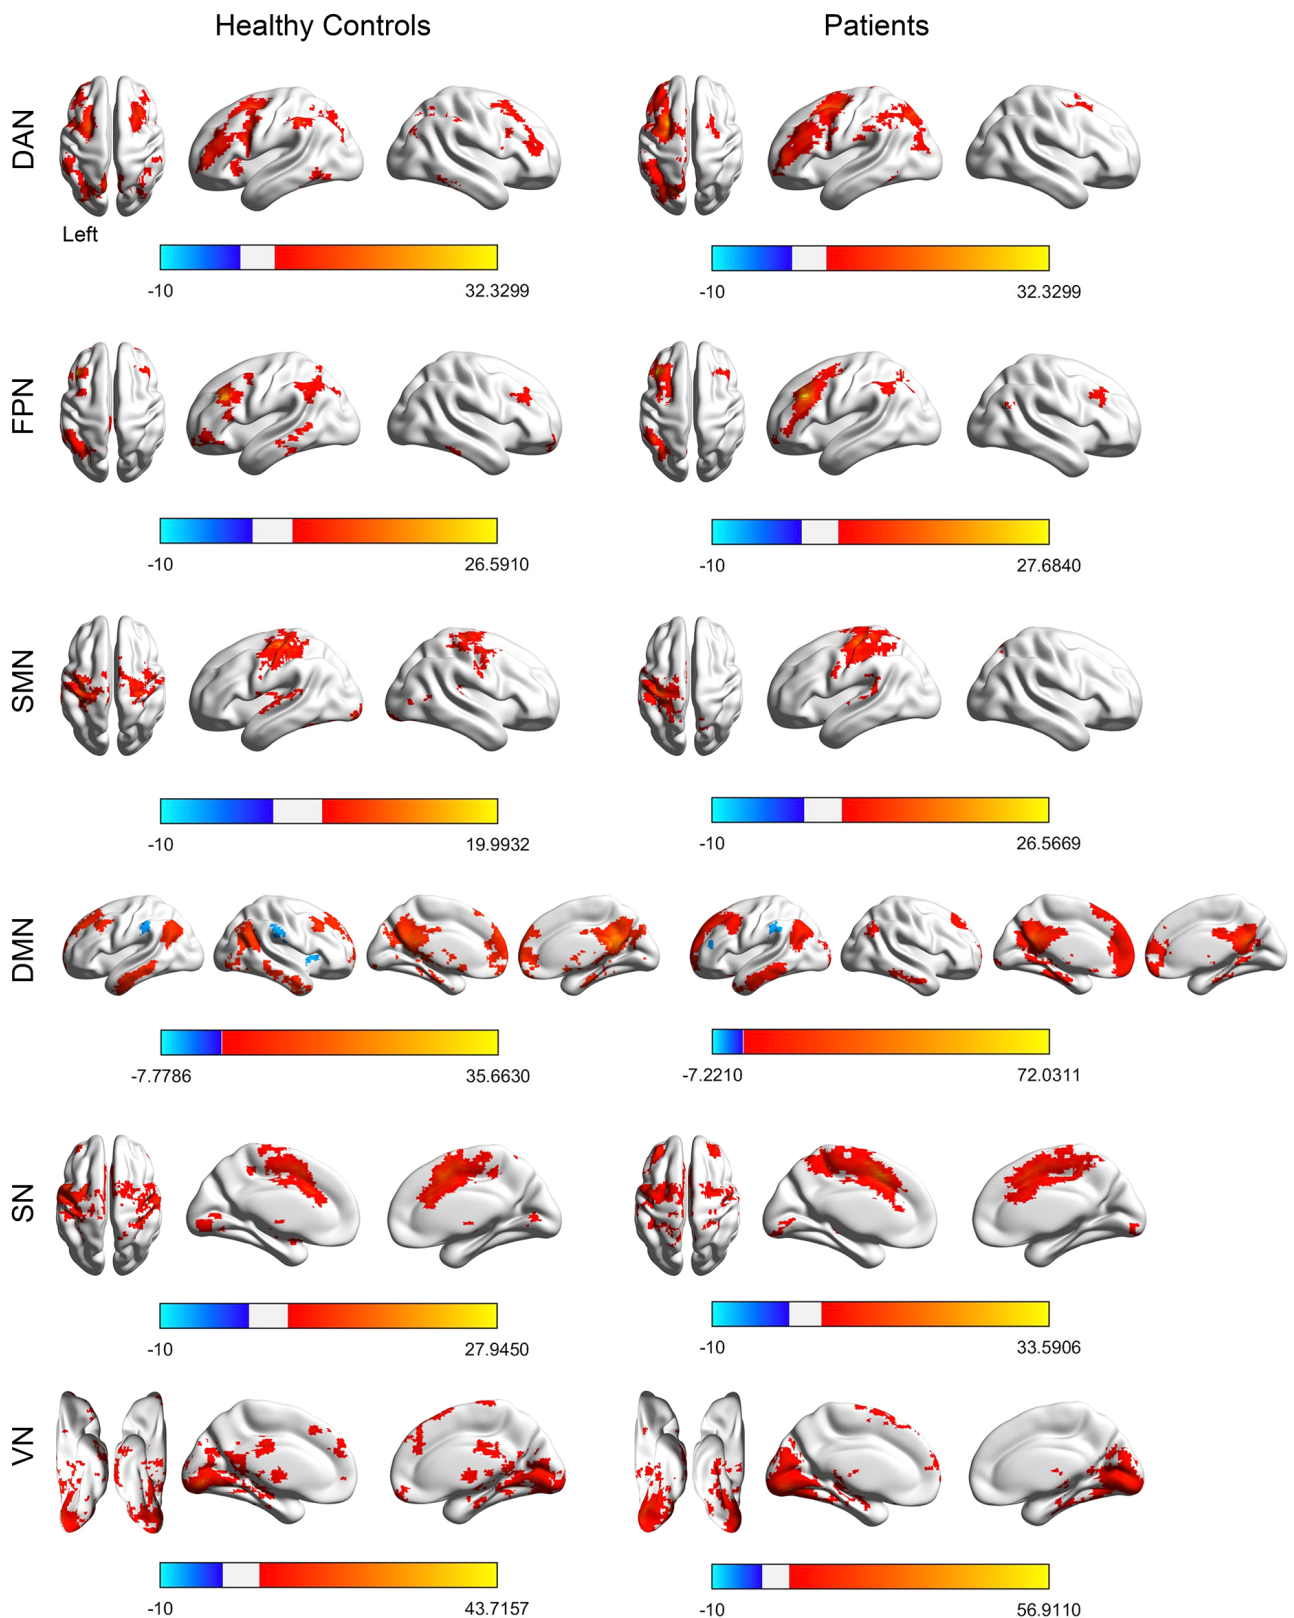 Healthy Controls Patients
DAN
Left
-10 32.3299 -10 32.3299
FPN
-10 26.5910 -10 27.6840
SMN
-10 19.9932 -10 26.5669
DMN
-7.7786 35.6630 -7.2210 72.0311
SN
-10 27.9450 -10 33.5906
VN
-10 43.7157 -10 56.9110